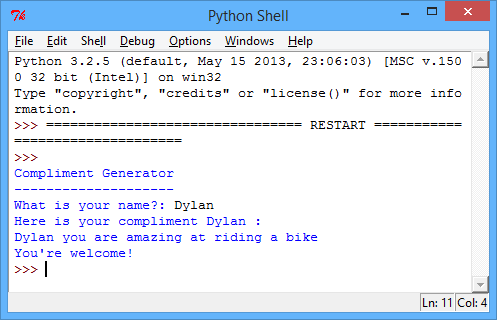 Python Shell
File Edit Shell Debug Options Windows Help
Python 3.2.5 (default, May 15 2013, 23:06:03) [MSC v.150
0 32 bit (Intel)] on win32
Type "copyright", "credits" or "license()" for more info
rmation.
>>> ================================ RESTART ===========
=====================
>>>
Compliment Generator
--------------------
What is your name?: Dylan
Here is your compliment Dylan :
Dylan you are amazing at riding a bike
You're welcome!
>>>
Ln: 11 Col: 4